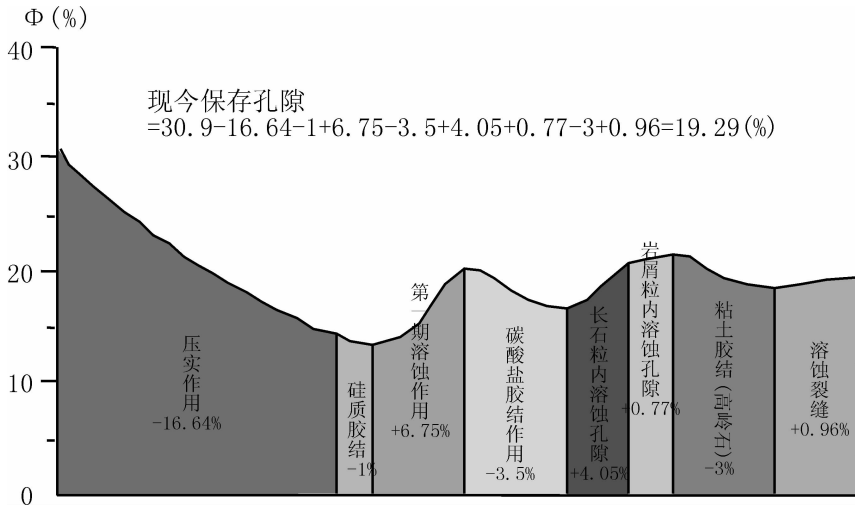 Φ(%)
40
30
20
10
0
现今保存孔隙
=30.9-16.64-1+6.75-3.5+4.05+0.77-3+0.96=19.29(%)
压实作用
-16.64%
硅质胶结
-1%
第一期溶蚀作用
+6.75%
碳酸盐胶结作用
-3.5%
长石粒内溶蚀孔隙
+4.05%
岩屑粒内溶蚀孔隙
+0.77%
粘土胶结(高岭石)
-3%
溶蚀裂缝
+0.96%